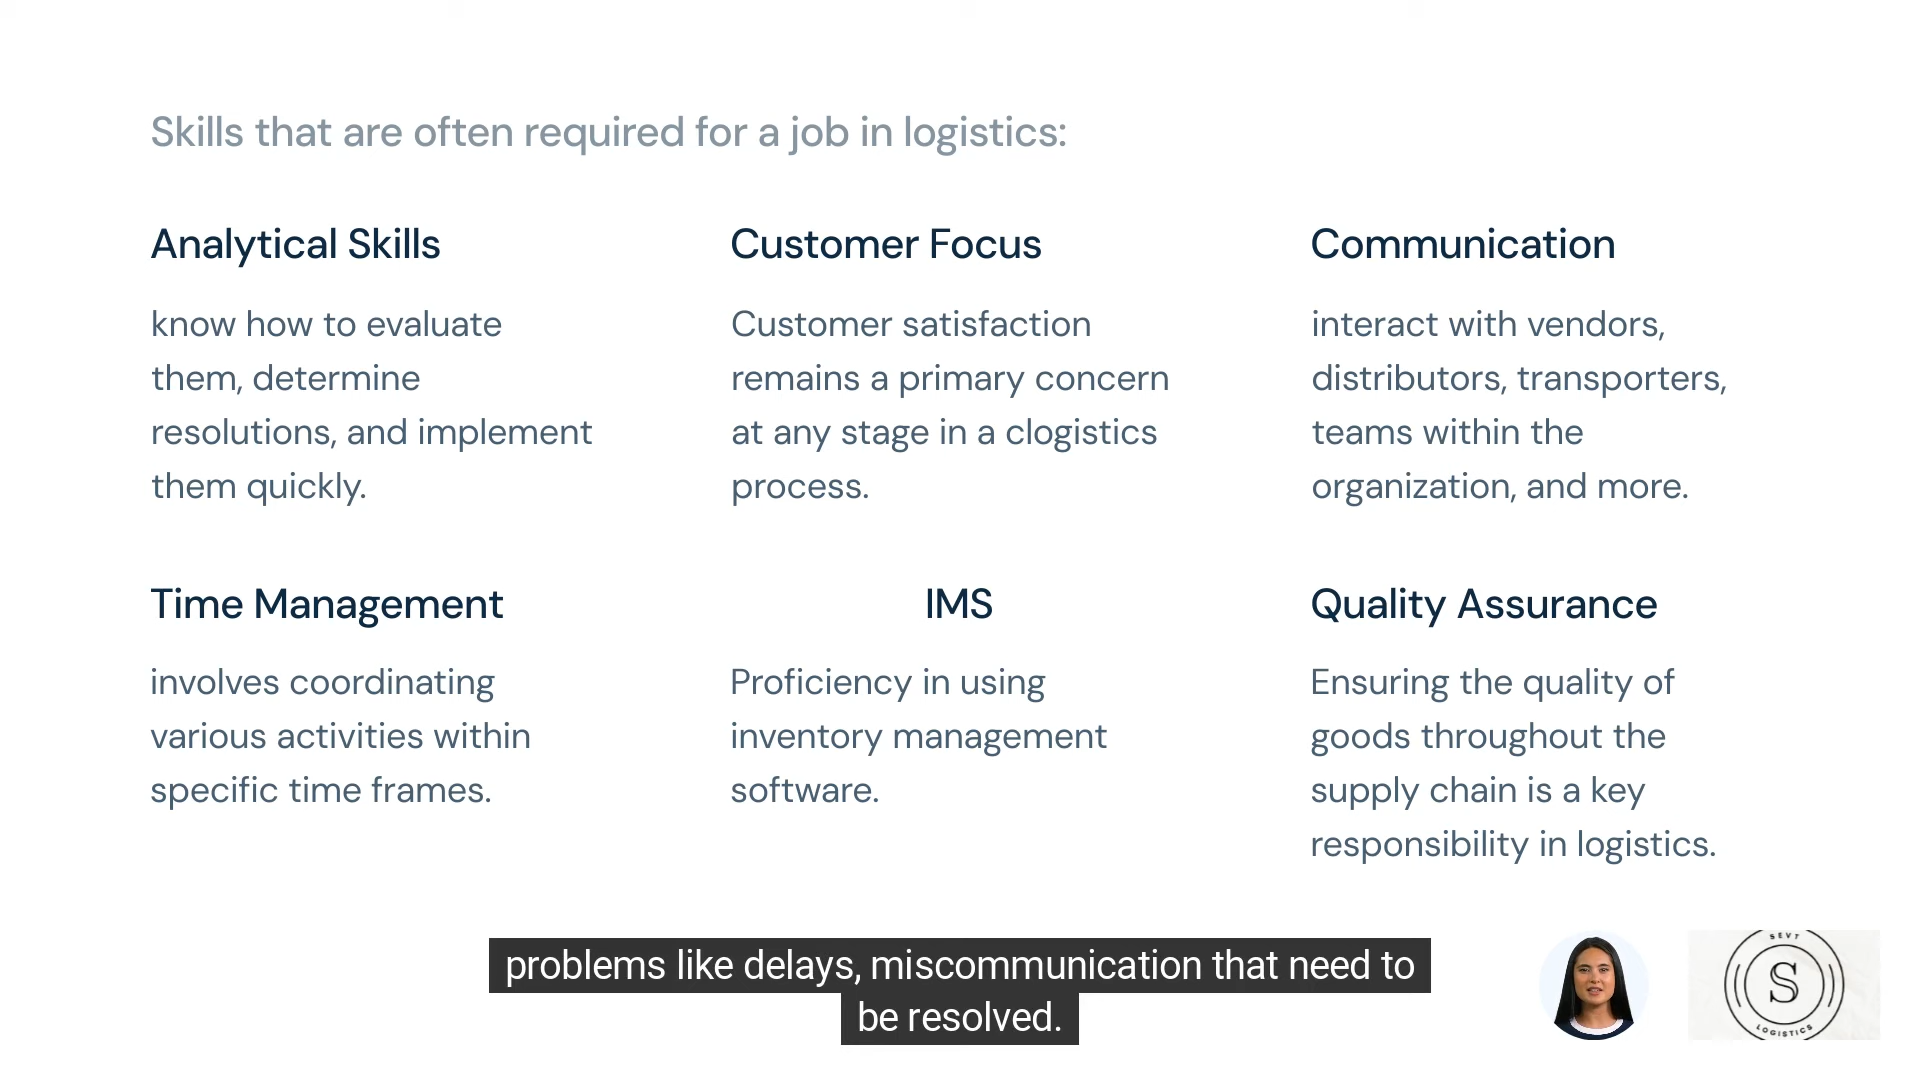 Skills that are often required for a job in logistics:
Analytical Skills
know how to evaluate
them, determine
resolutions, and implement
them quickly.
Customer Focus
Customer satisfaction
remains a primary concern
at any stage in a clogistics
process.
Communication
interact with vendors,
distributors, transporters,
teams within the
organization, and more.
Time Management
involves coordinating
various activities within
specific time frames.
IMS
Proficiency in using
inventory management
software.
Quality Assurance
Ensuring the quality of
goods throughout the
supply chain is a key
responsibility in logistics.
problems like delays, miscommunication that need to
be resolved.
SEVT
S
LOGISTICS